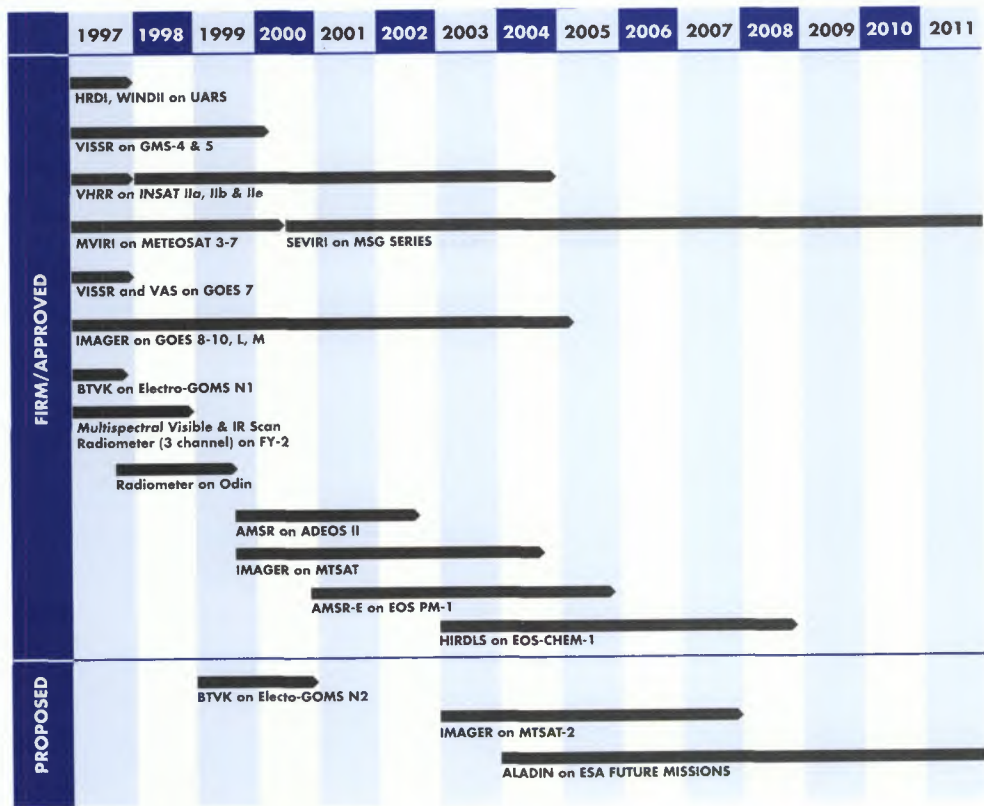 1997 1998 1999 2000 2001 2002 2003 2004 2005 2006 2007 2008 2009 2010 2011
FIRM/APPROVED
HRDI, WINDII on UARS
VISSR on GMS-4 & 5
VHRR on INSAT IIa, IIb & IIe
MVIRI on METEOSAT 3-7
SEVIRI on MSG SERIES
VISSR and VAS on GOES 7
IMAGER on GOES 8-10, L, M
BTVK on Electro-GOMS N1
Multispectral Visible & IR Scan
Radiometer (3 channel) on FY-2
Radiometer on Odin
AMSR on ADEOS II
IMAGER on MTSAT
AMSR-E on EOS PM-1
HIRDLS on EOS-CHEM-1
PROPOSED
BTVK on Electo-GOMS N2
IMAGER on MTSAT-2
ALADIN on ESA FUTURE MISSIONS